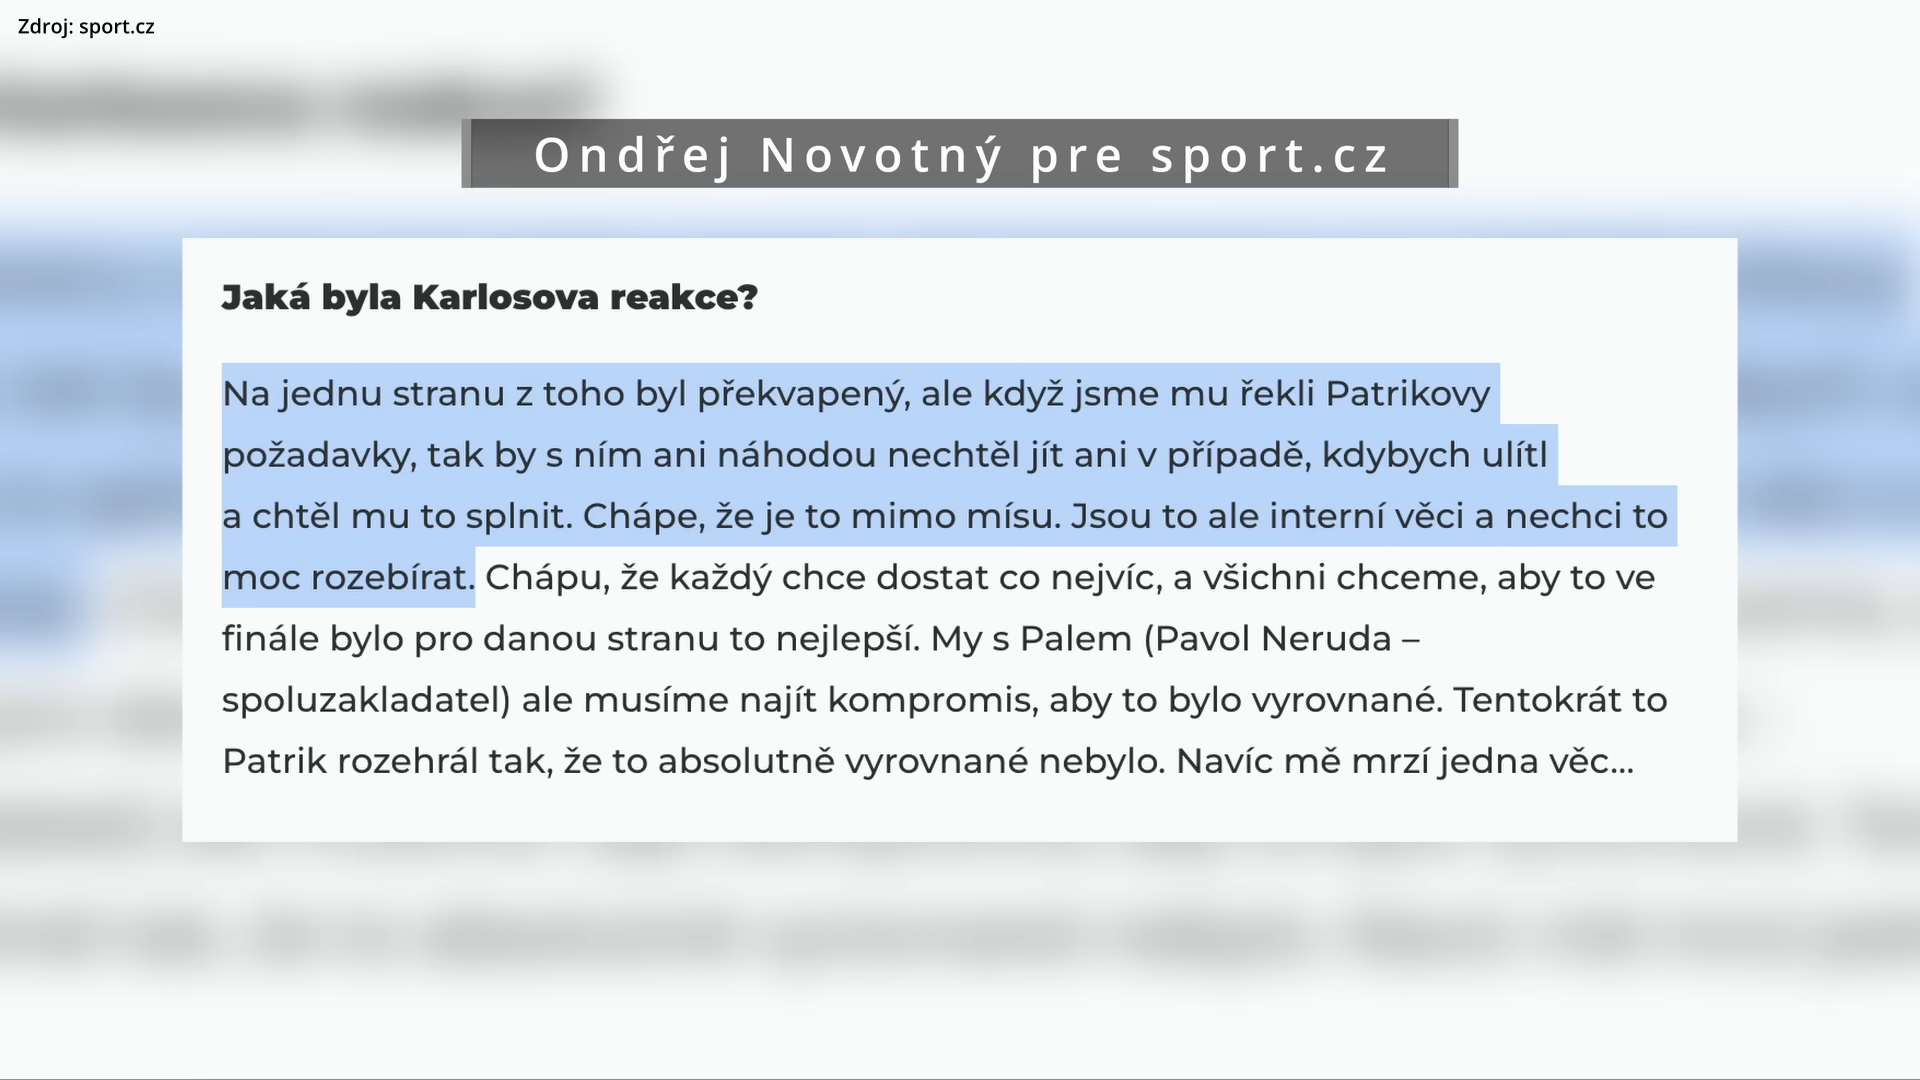 Zdroj: sport.cz
Ondřej Novotný pre sport.cz
Jaká byla Karlosova reakce?
Na jednu stranu z toho byl překvapený, ale když jsme mu řekli Patrikovy
požadavky, tak by s ním ani náhodou nechtěl jít ani v případě, kdybych ulítl
a chtěl mu to splnit. Chápe, že je to mimo mísu. Jsou to ale interní věci a nechci to
moc rozebírat. Chápu, že každý chce dostat co nejvíc, a všichni chceme, aby to ve
finále bylo pro danou stranu to nejlepší. My s Palem (Pavol Neruda –
spoluzakladatel) ale musíme najít kompromis, aby to bylo vyrovnané. Tentokrát to
Patrik rozehrál tak, že to absolutně vyrovnané nebylo. Navíc mě mrzí jedna věc...